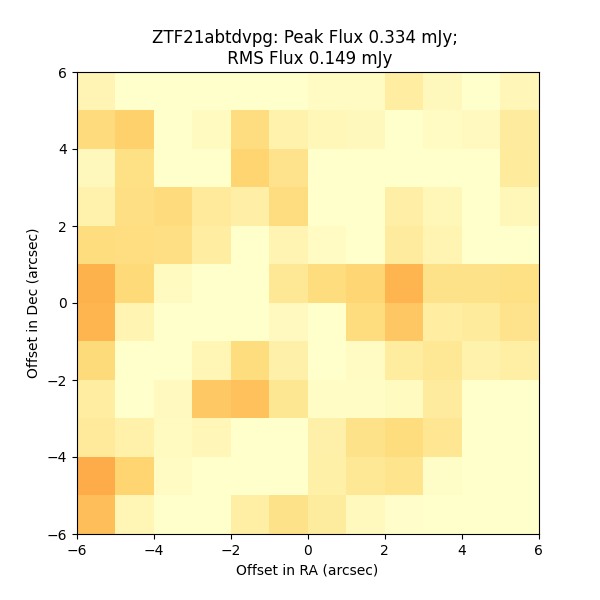 ZTF21abtdvpg: Peak Flux 0.334 mJy;
RMS Flux 0.149 mJy
6
4
2
0
−2
−4
−6
Offset in Dec (arcsec)
−6 −4 −2 0 2 4 6
Offset in RA (arcsec)